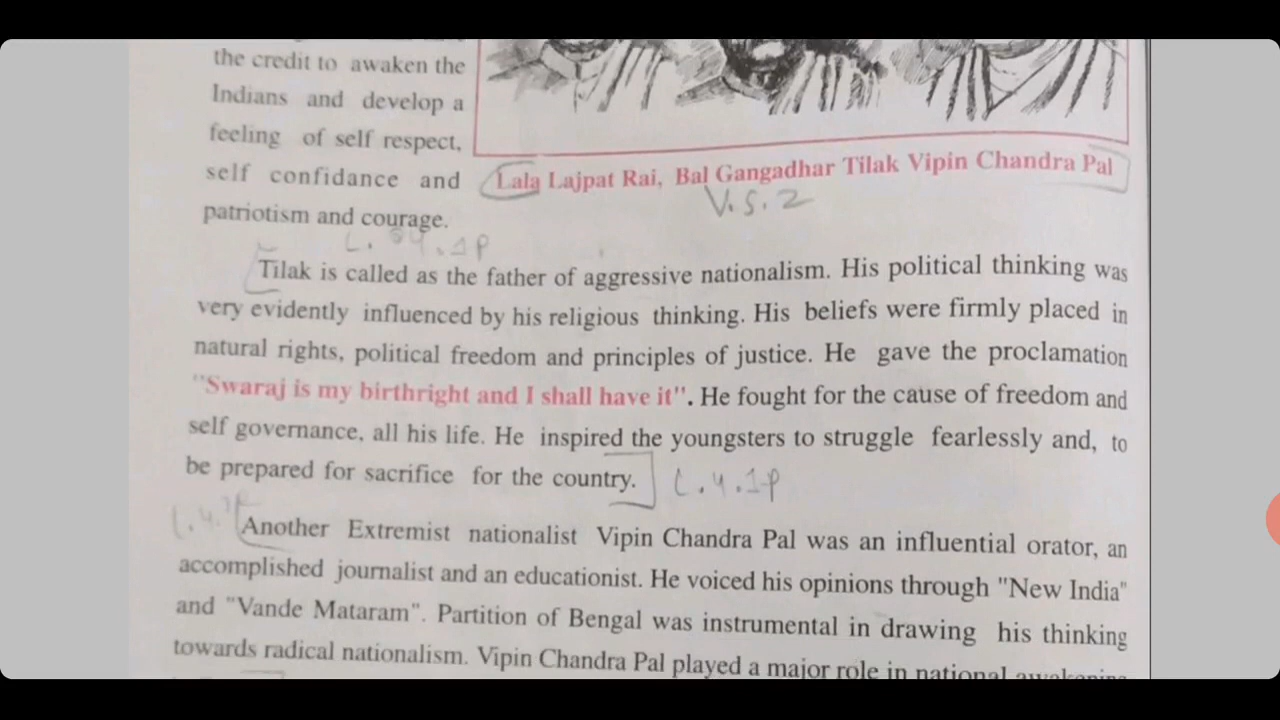 the credit to awaken the
Indians and develop a
feeling of self respect,
self confidance and
patriotism and courage.
Lala Lajpat Rai, Bal Gangadhar Tilak Vipin Chandra Pal
V.S.2
Tilak is called as the father of aggressive nationalism. His political thinking was
very evidently influenced by his religious thinking. His beliefs were firmly placed in
natural rights, political freedom and principles of justice. He gave the proclamation
"Swaraj is my birthright and I shall have it". He fought for the cause of freedom and
self governance, all his life. He inspired the youngsters to struggle fearlessly and, to
be prepared for sacrifice for the country. L.4.1P
Another Extremist nationalist Vipin Chandra Pal was an influential orator, an
accomplished journalist and an educationist. He voiced his opinions through "New India"
and "Vande Mataram". Partition of Bengal was instrumental in drawing his thinking
towards radical nationalism. Vipin Chandra Pal played a major role in national awakening